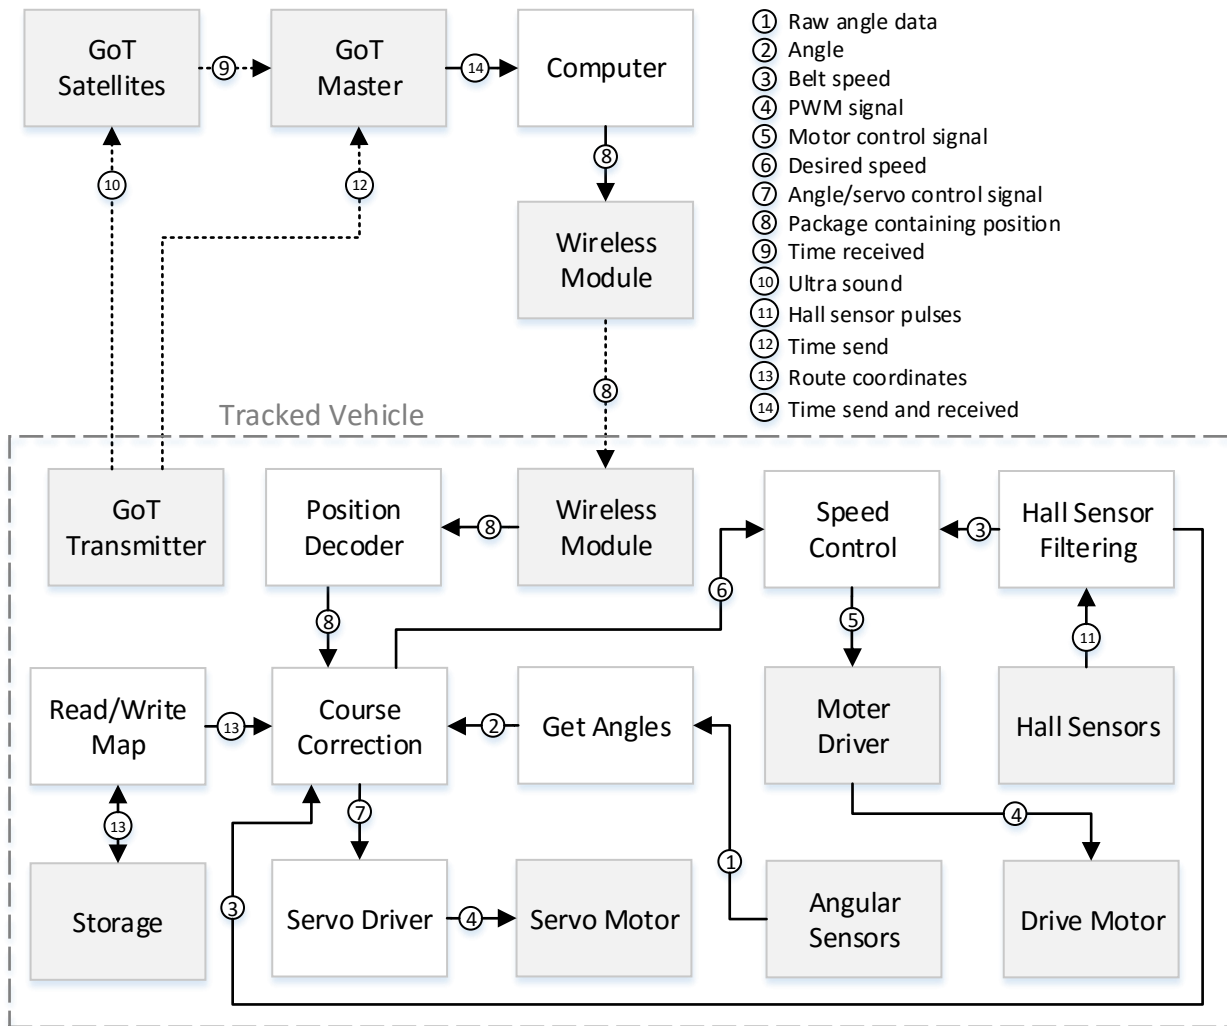 GoT
Satellites
9
GoT
Master
14
Computer
10
12
8
Wireless
Module
8
1 Raw angle data
2 Angle
3 Belt speed
4 PWM signal
5 Motor control signal
6 Desired speed
7 Angle/servo control signal
8 Package containing position
9 Time received
10 Ultra sound
11 Hall sensor pulses
12 Time send
13 Route coordinates
14 Time send and received
Tracked Vehicle
GoT
Transmitter
Position
Decoder
8
Wireless
Module
Speed
Control
3
Hall Sensor
Filtering
8
6
5
11
Read/Write
Map
13
Course
Correction
2
Get Angles
Moter
Driver
Hall Sensors
13
7
4
1
3
Storage
Servo Driver
4
Servo Motor
Angular
Sensors
Drive Motor